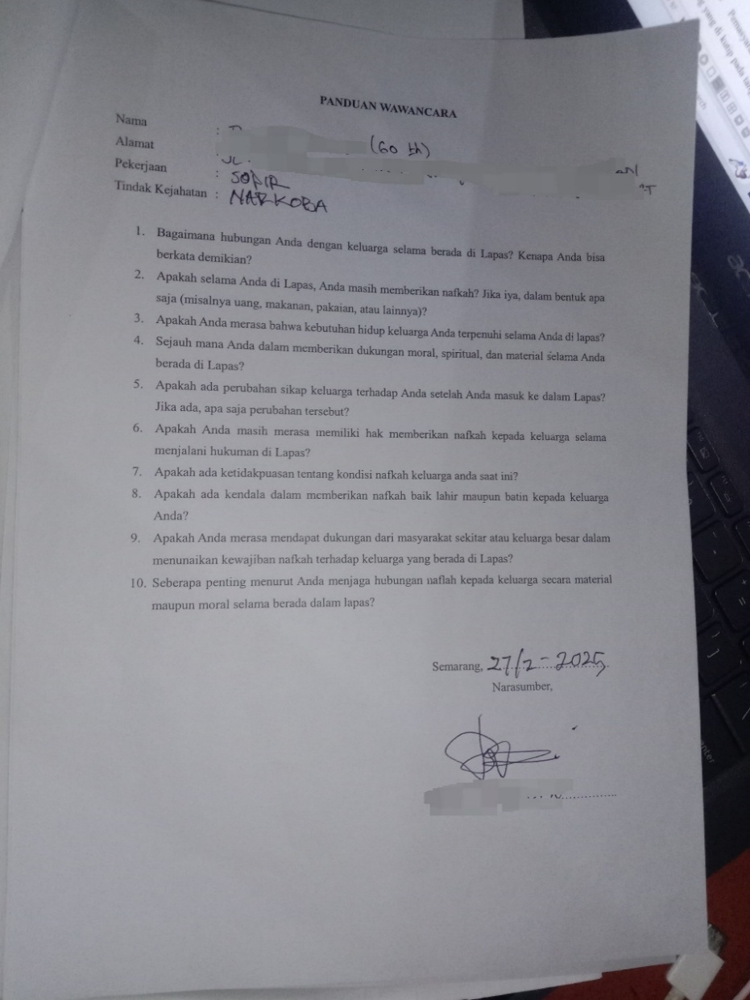 PANDUAN WAWANCARA
Nama :
(60 th)
Alamat : JL.
Pekerjaan : SOPIR
Tindak Kejahatan : NARKOBA
1. Bagaimana hubungan Anda dengan keluarga selama berada di Lapas? Kenapa Anda bisa
berkata demikian?
2. Apakah selama Anda di Lapas, Anda masih memberikan nafkah? Jika iya, dalam bentuk apa
saja (misalnya uang, makanan, pakaian, atau lainnya)?
3. Apakah Anda merasa bahwa kebutuhan hidup keluarga Anda terpenuhi selama Anda di lapas?
4. Sejauh mana Anda dalam memberikan dukungan moral, spiritual, dan material selama Anda
berada di Lapas?
5. Apakah ada perubahan sikap keluarga terhadap Anda setelah Anda masuk ke dalam Lapas?
Jika ada, apa saja perubahan tersebut?
6. Apakah Anda masih merasa memiliki hak memberikan nafkah kepada keluarga selama
menjalani hukuman di Lapas?
7. Apakah ada ketidakpuasan tentang kondisi nafkah keluarga anda saat ini?
8. Apakah ada kendala dalam memberikan nafkah baik lahir maupun batin kepada keluarga
Anda?
9. Apakah Anda merasa mendapat dukungan dari masyarakat sekitar atau keluarga besar dalam
menunaikan kewajiban nafkah terhadap keluarga yang berada di Lapas?
10. Seberapa penting menurut Anda menjaga hubungan naflah kepada keluarga secara material
maupun moral selama berada dalam lapas?
Semarang, 27/2-2025
Narasumber,
yang di kutip pada
enter